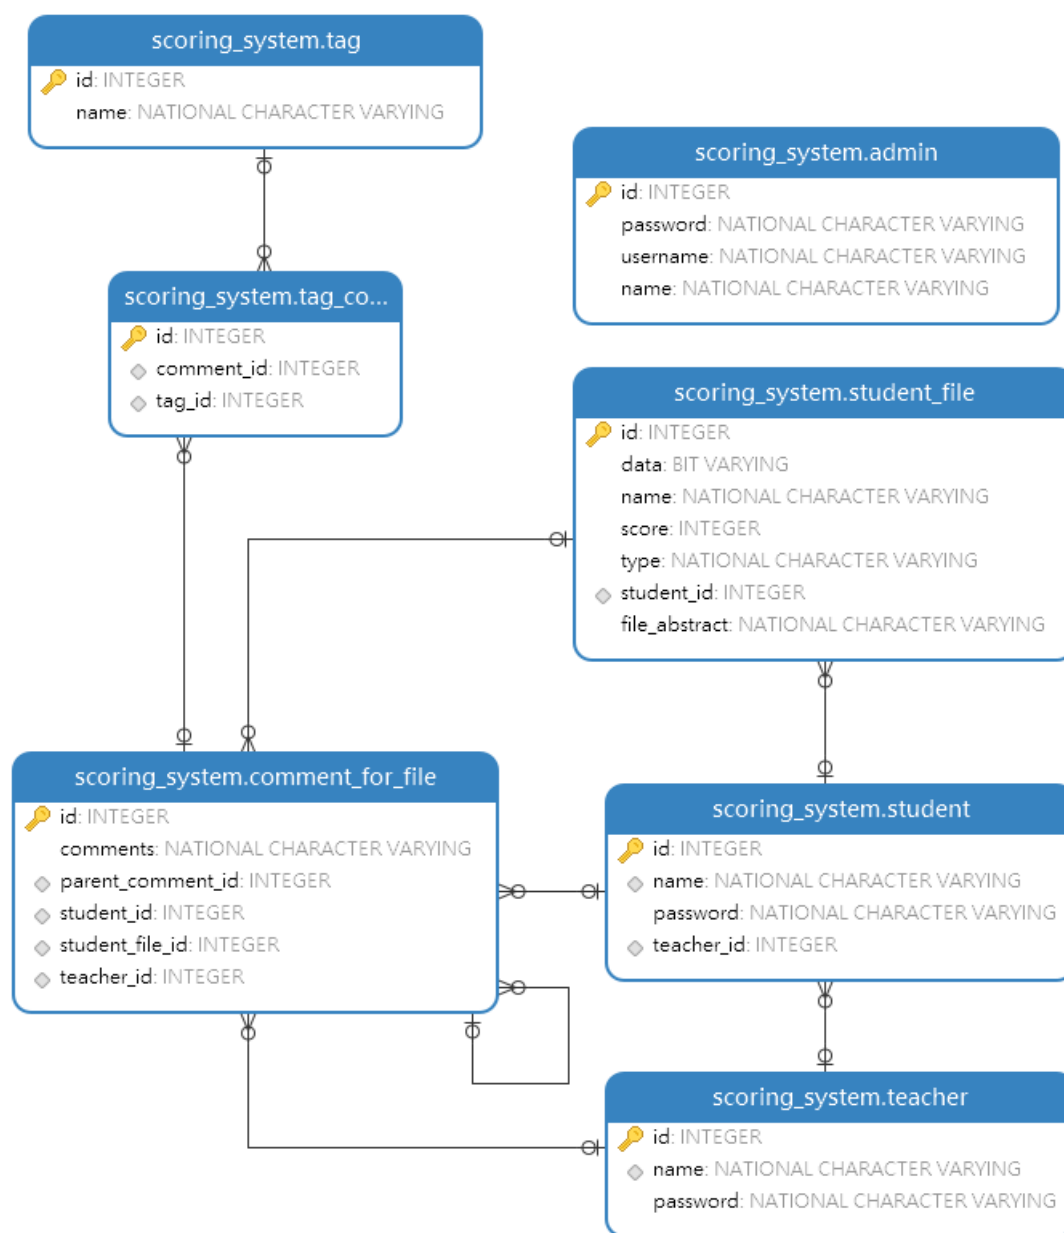 scoring_system.tag
id: INTEGER
name: NATIONAL CHARACTER VARYING
scoring_system.admin
id: INTEGER
password: NATIONAL CHARACTER VARYING
username: NATIONAL CHARACTER VARYING
name: NATIONAL CHARACTER VARYING
scoring_system.tag_co...
id: INTEGER
comment_id: INTEGER
tag_id: INTEGER
scoring_system.student_file
id: INTEGER
data: BIT VARYING
name: NATIONAL CHARACTER VARYING
score: INTEGER
type: NATIONAL CHARACTER VARYING
student_id: INTEGER
file_abstract: NATIONAL CHARACTER VARYING
scoring_system.comment_for_file
id: INTEGER
comments: NATIONAL CHARACTER VARYING
parent_comment_id: INTEGER
student_id: INTEGER
student_file_id: INTEGER
teacher_id: INTEGER
scoring_system.student
id: INTEGER
name: NATIONAL CHARACTER VARYING
password: NATIONAL CHARACTER VARYING
teacher_id: INTEGER
scoring_system.teacher
id: INTEGER
name: NATIONAL CHARACTER VARYING
password: NATIONAL CHARACTER VARYING